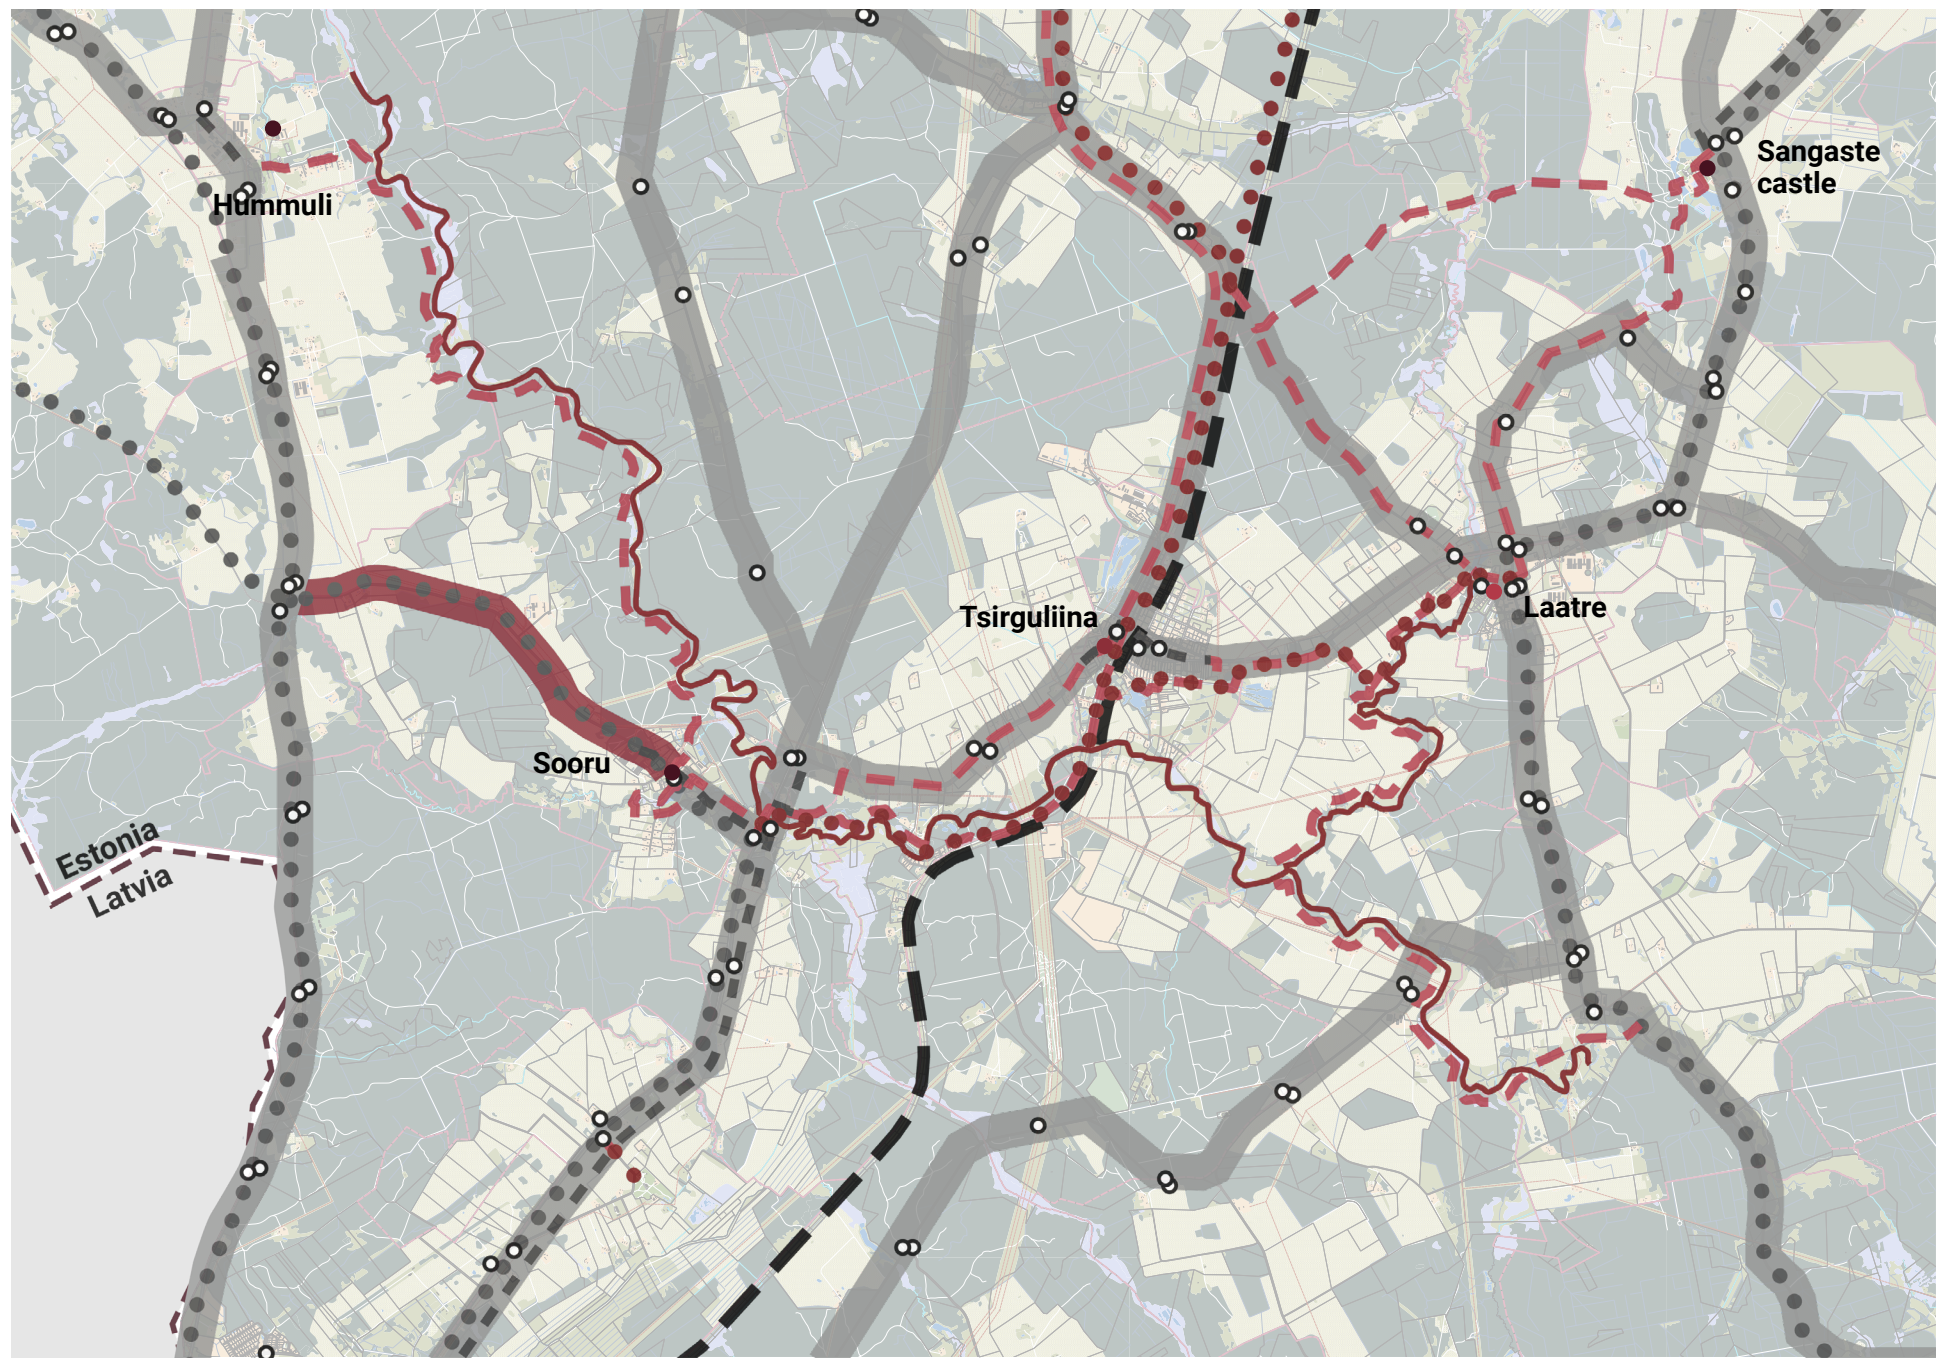 Sangaste
castle
Hummuli
Tsirguliina
Laatre
Sooru
Estonia
Latvia